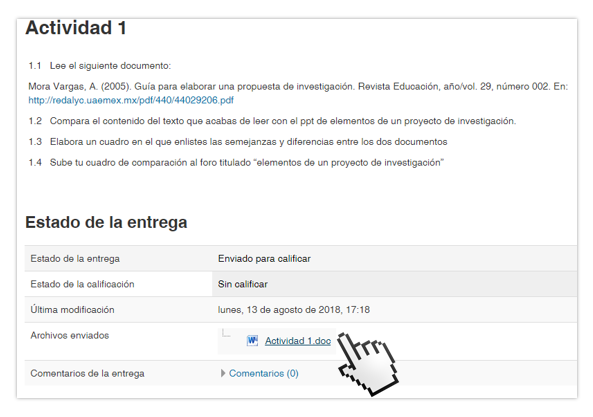 Actividad 1
1.1 Lee el siguiente documento:
Mora Vargas, A. (2005). Guía para elaborar una propuesta de investigación. Revista Educación, año/vol. 29, número 002. En:
http://redalyc.uaemex.mx/pdf/440/44029206.pdf
1.2 Compara el contenido del texto que acabas de leer con el ppt de elementos de un proyecto de investigación.
1.3 Elabora un cuadro en el que enlistes las semejanzas y diferencias entre los dos documentos
1.4 Sube tu cuadro de comparación al foro titulado “elementos de un proyecto de investigación”
Estado de la entrega
Estado de la entrega Enviado para calificar
Estado de la calificación Sin calificar
Última modificación lunes, 13 de agosto de 2018, 17:18
Archivos enviados Actividad 1.doc
Comentarios de la entrega Comentarios (0)